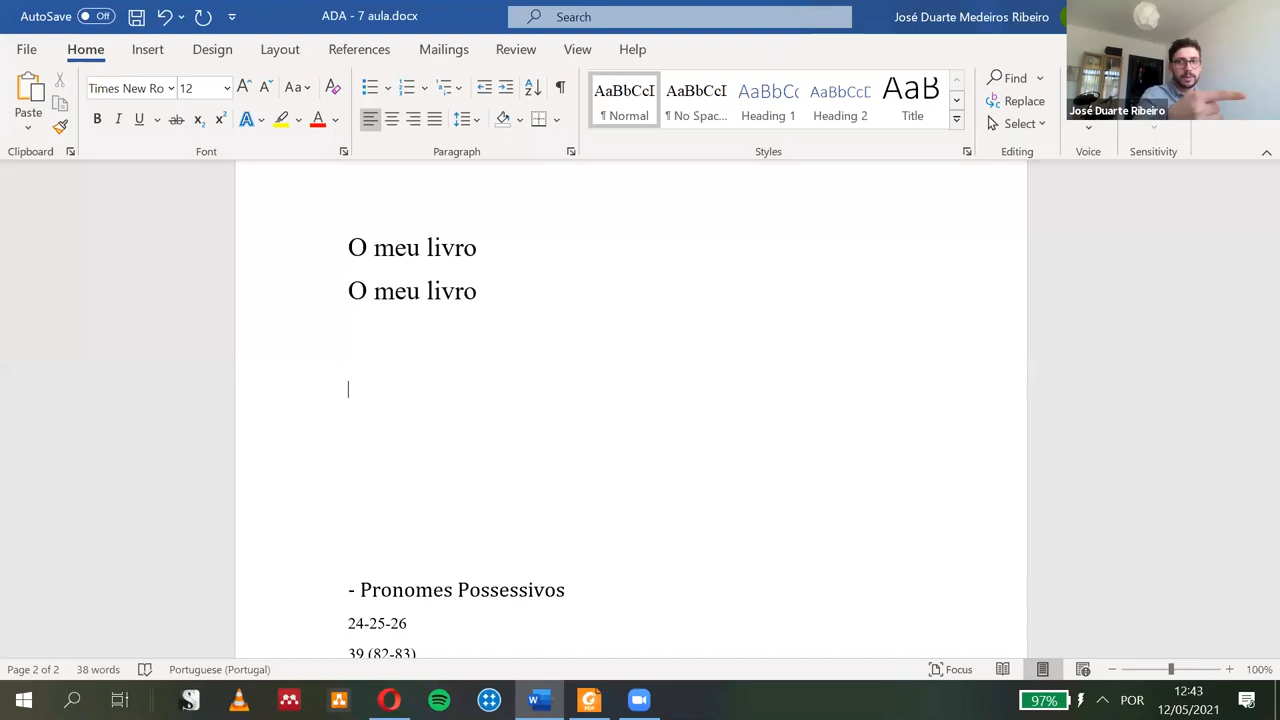 AutoSave Off ADA - 7 aula.docx Search José Duarte Medeiros Ribeiro
File Home Insert Design Layout References Mailings Review View Help
José Duarte Ribeiro
Paste
Times New Ro 12
AaBbCcI AaBbCcI AaBbCc AaBbCcD AaB
¶ Normal ¶ No Spac... Heading 1 Heading 2 Title
Find
Replace
Select
Clipboard Font Paragraph Styles Editing Voice Sensitivity
O meu livro
O meu livro
- Pronomes Possessivos
24-25-26
39 (82-83)
Page 2 of 2 38 words Portuguese (Portugal) Focus 100%
97% POR 12:43
12/05/2021